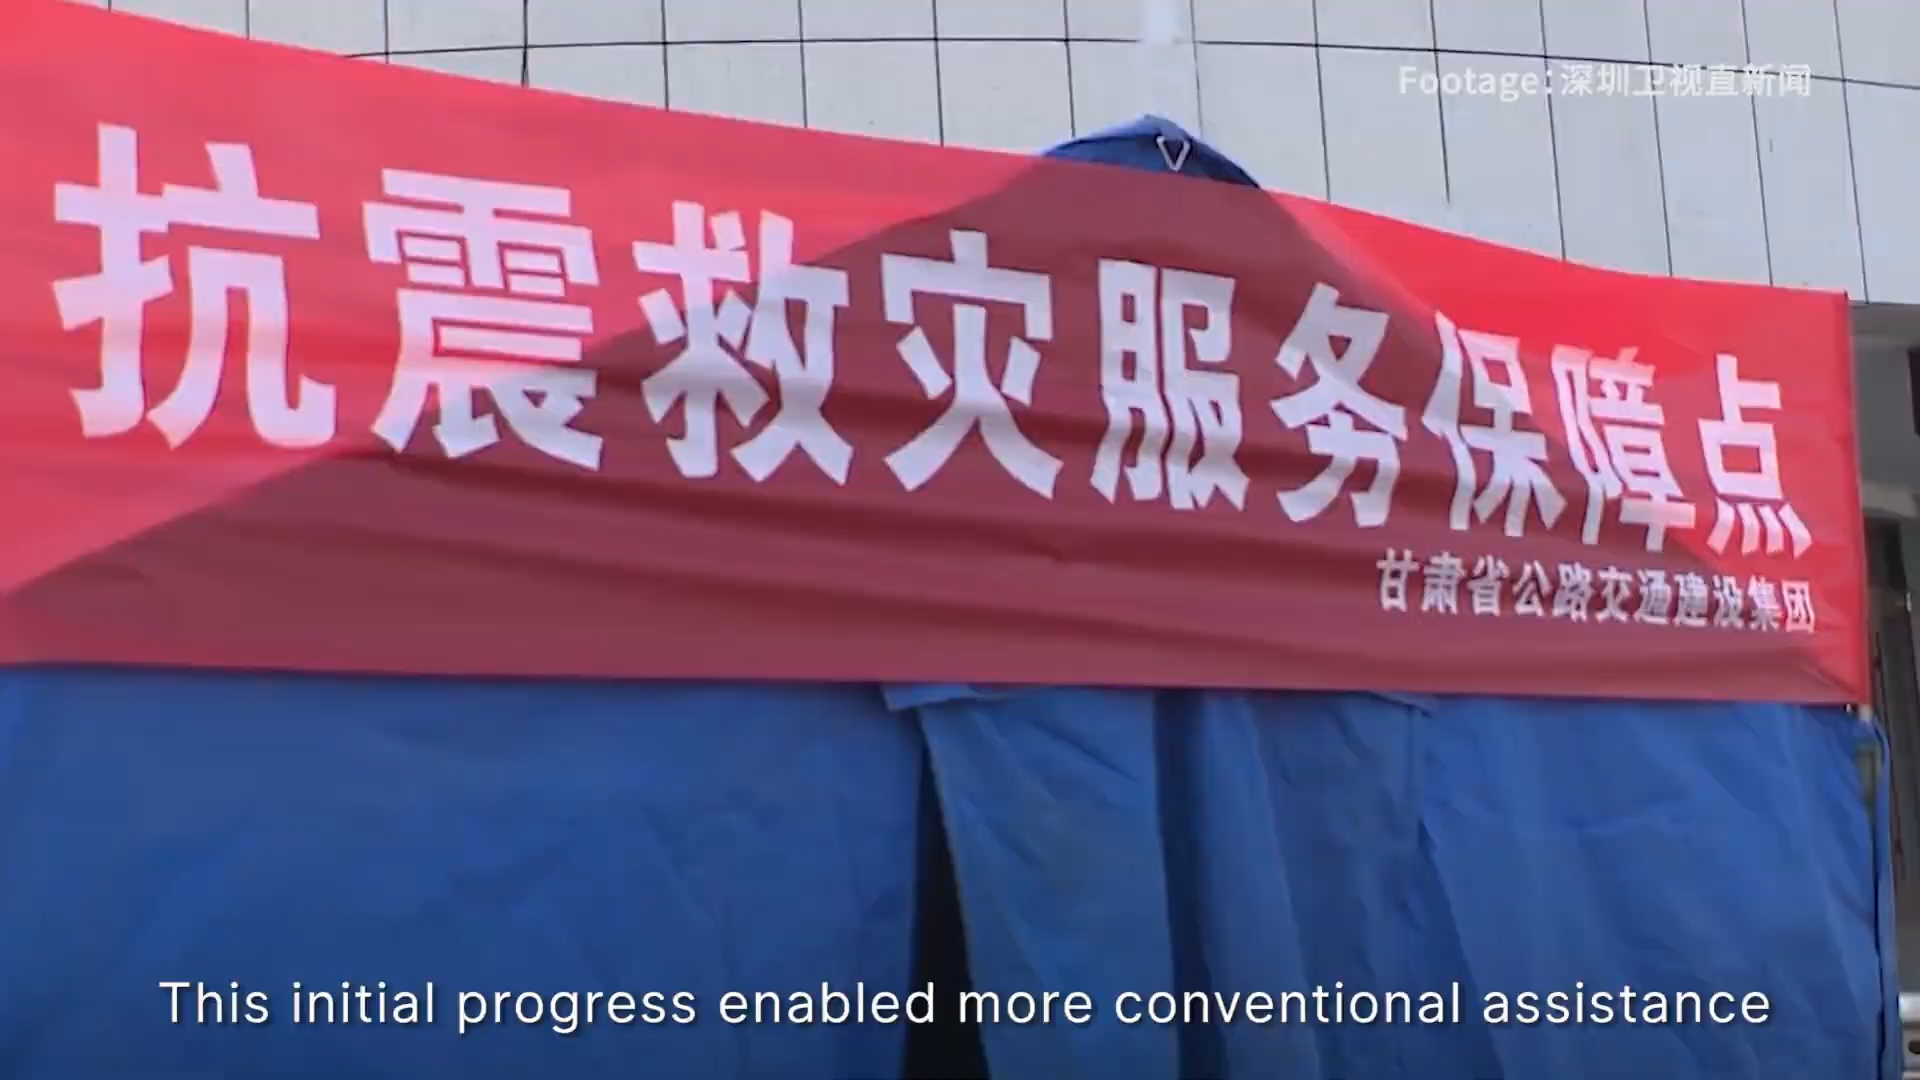 Footage: 深圳卫视直新闻
抗震救灾服务保障点
甘肃省公路交通建设集团
This initial progress enabled more conventional assistance